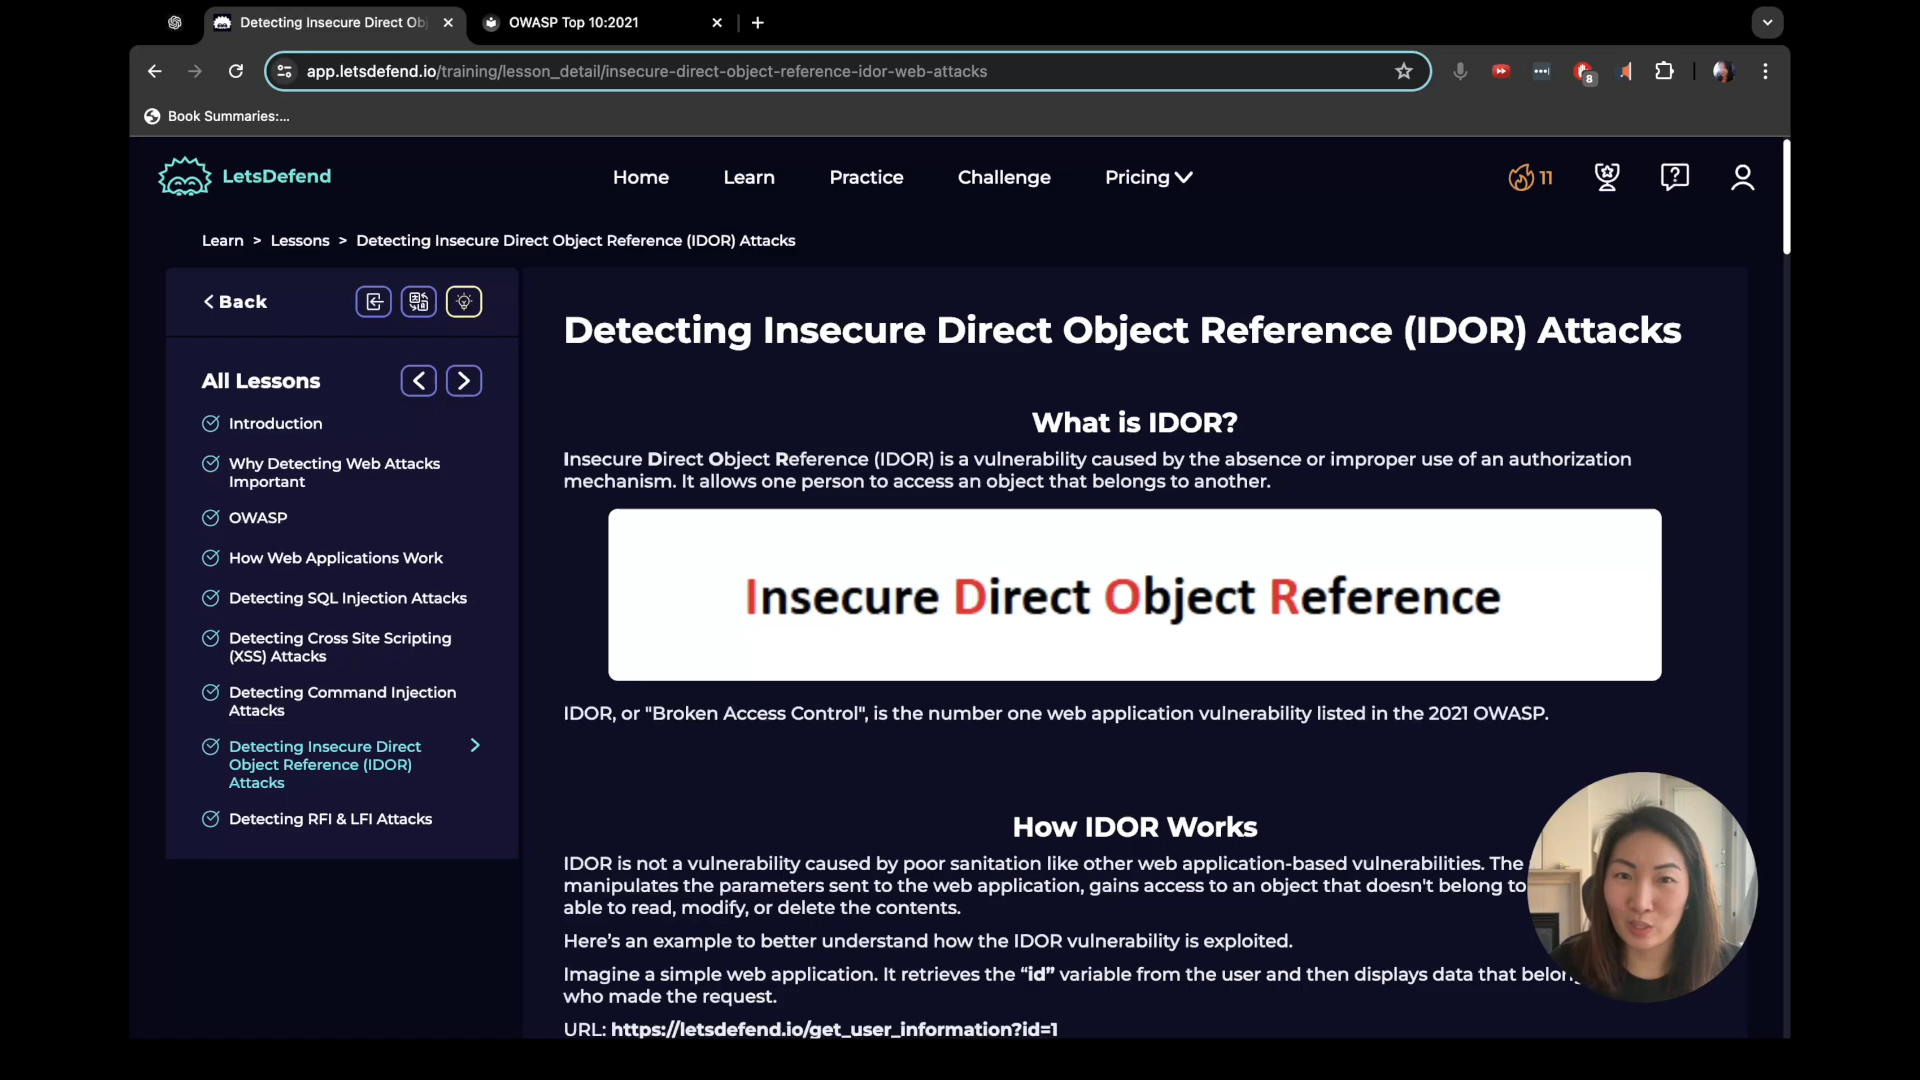 Detecting Insecure Direct Ob
OWASP Top 10:2021
app.letsdefend.io/training/lesson_detail/insecure-direct-object-reference-idor-web-attacks
8
Book Summaries:...
LetsDefend
Home
Learn
Practice
Challenge
Pricing
11
Learn > Lessons > Detecting Insecure Direct Object Reference (IDOR) Attacks
Back
All Lessons
Introduction
Why Detecting Web Attacks
Important
OWASP
How Web Applications Work
Detecting SQL Injection Attacks
Detecting Cross Site Scripting
(XSS) Attacks
Detecting Command Injection
Attacks
Detecting Insecure Direct
Object Reference (IDOR)
Attacks
Detecting RFI & LFI Attacks
Detecting Insecure Direct Object Reference (IDOR) Attacks
What is IDOR?
Insecure Direct Object Reference (IDOR) is a vulnerability caused by the absence or improper use of an authorization
mechanism. It allows one person to access an object that belongs to another.
Insecure Direct Object Reference
IDOR, or "Broken Access Control", is the number one web application vulnerability listed in the 2021 OWASP.
How IDOR Works
IDOR is not a vulnerability caused by poor sanitation like other web application-based vulnerabilities. The
manipulates the parameters sent to the web application, gains access to an object that doesn't belong to
able to read, modify, or delete the contents.
Here's an example to better understand how the IDOR vulnerability is exploited.
Imagine a simple web application. It retrieves the “id” variable from the user and then displays data that
who made the request.
URL: https://letsdefend.io/get_user_information?id=1